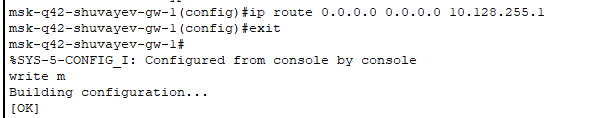 msk-q42-shuvayev-gw-1(config)#ip route 0.0.0.0 0.0.0.0 10.128.255.1
msk-q42-shuvayev-gw-1(config)#exit
msk-q42-shuvayev-gw-1#
%SYS-5-CONFIG_I: Configured from console by console
write m
Building configuration...
[OK]